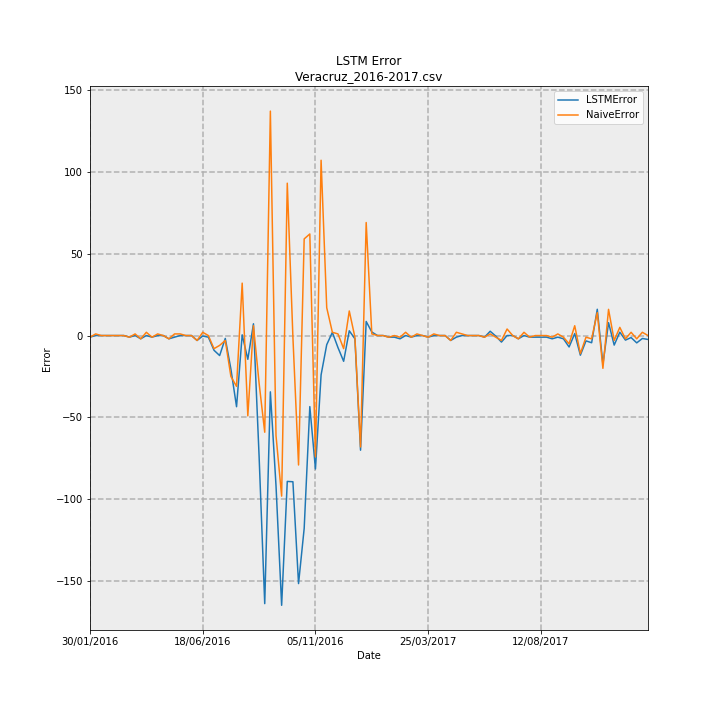 LSTM Error
Veracruz_2016-2017.csv
LSTMError
NaiveError
150
100
50
0
−50
−100
−150
Error
30/01/2016
18/06/2016
05/11/2016
25/03/2017
12/08/2017
Date